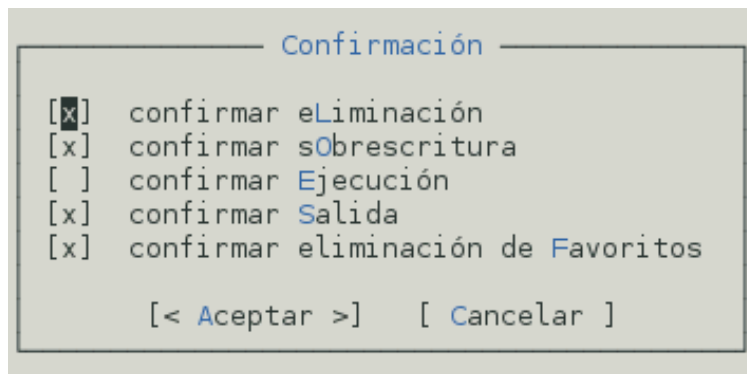 Confirmación
[x] confirmar eLiminación
[x] confirmar sObrescritura
[ ] confirmar Ejecución
[x] confirmar Salida
[x] confirmar eliminación de Favoritos
[< Aceptar >] [ Cancelar ]